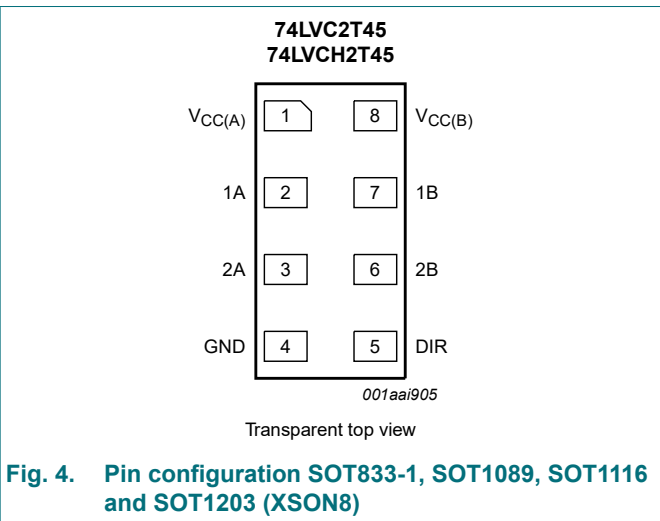 74LVC2T45
74LVCH2T45
VCC(A) 1 8 VCC(B)
1A 2 7 1B
2A 3 6 2B
GND 4 5 DIR
001aai905
Transparent top view
Fig. 4. Pin configuration SOT833-1, SOT1089, SOT1116
and SOT1203 (XSON8)